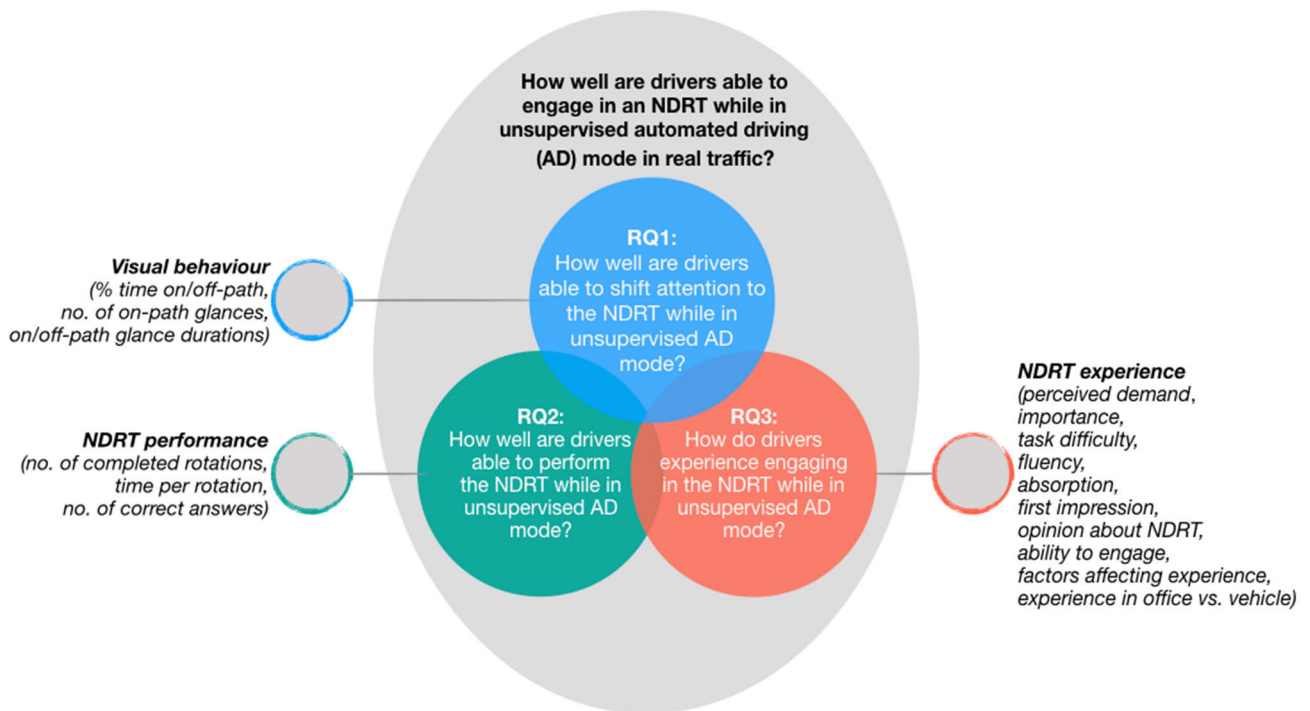 How well are drivers able to
engage in an NDRT while in
unsupervised automated driving
(AD) mode in real traffic?
RQ1:
How well are drivers
able to shift attention to
the NDRT while in
unsupervised AD
mode?
Visual behaviour
(% time on/off-path,
no. of on-path glances,
on/off-path glance durations)
RQ2:
How well are drivers
able to perform
the NDRT while in
unsupervised AD
mode?
NDRT performance
(no. of completed rotations,
time per rotation,
no. of correct answers)
RQ3:
How do drivers
experience engaging
in the NDRT while in
unsupervised AD
mode?
NDRT experience
(perceived demand,
importance,
task difficulty,
fluency,
absorption,
first impression,
opinion about NDRT,
ability to engage,
factors affecting experience,
experience in office vs. vehicle)